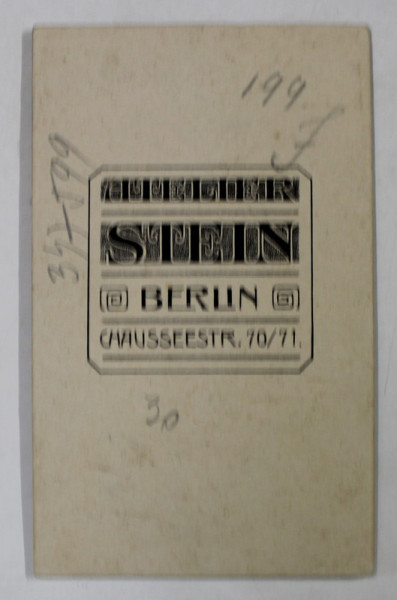 199
ATELIER
STEIN
BERLIN
CHAUSSEESTR. 70/71.
30